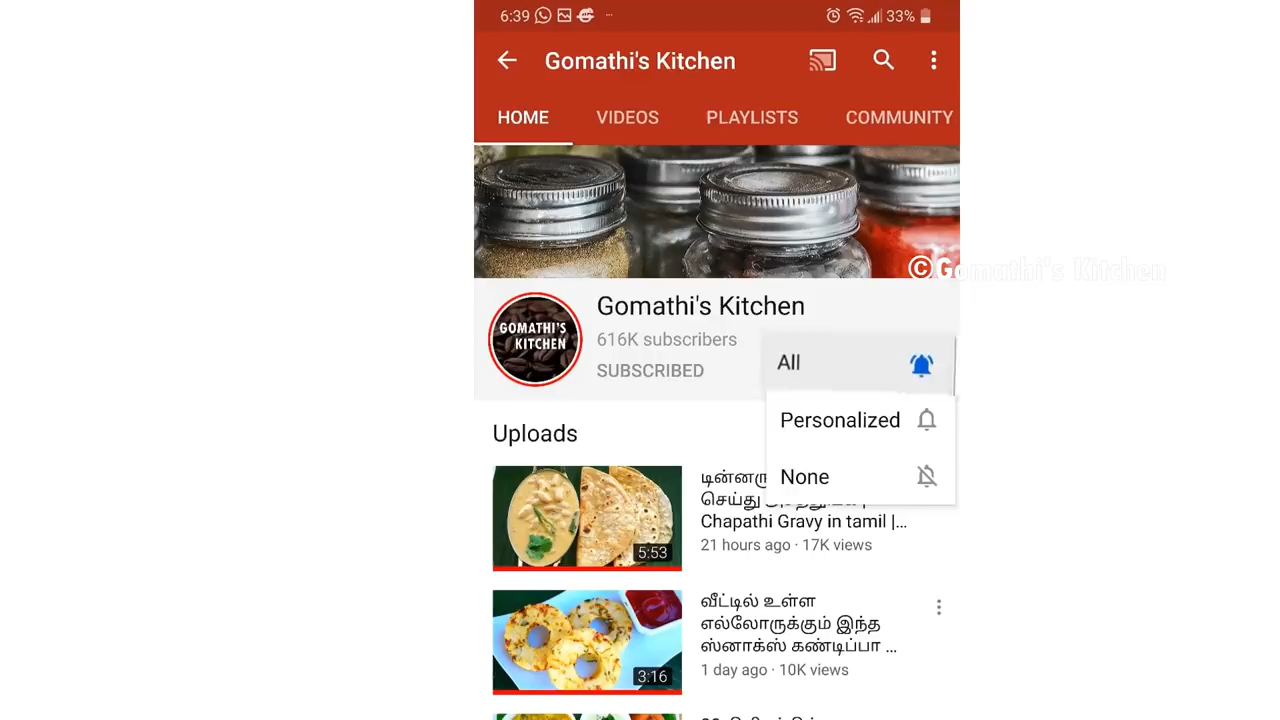 6:39
33%
Gomathi's Kitchen
HOME VIDEOS PLAYLISTS COMMUNITY
©Gomathi's Kitchen
GOMATHI'S
KITCHEN
Gomathi's Kitchen
616K subscribers
SUBSCRIBED
All
Personalized
None
Uploads
5:53
செய்து
Chapathi Gravy in tamil |...
21 hours ago · 17K views
3:16
வீட்டில் உள்ள
எல்லோருக்கும் இந்த
ஸ்னாக்ஸ் கண்டிப்பா ...
1 day ago · 10K views